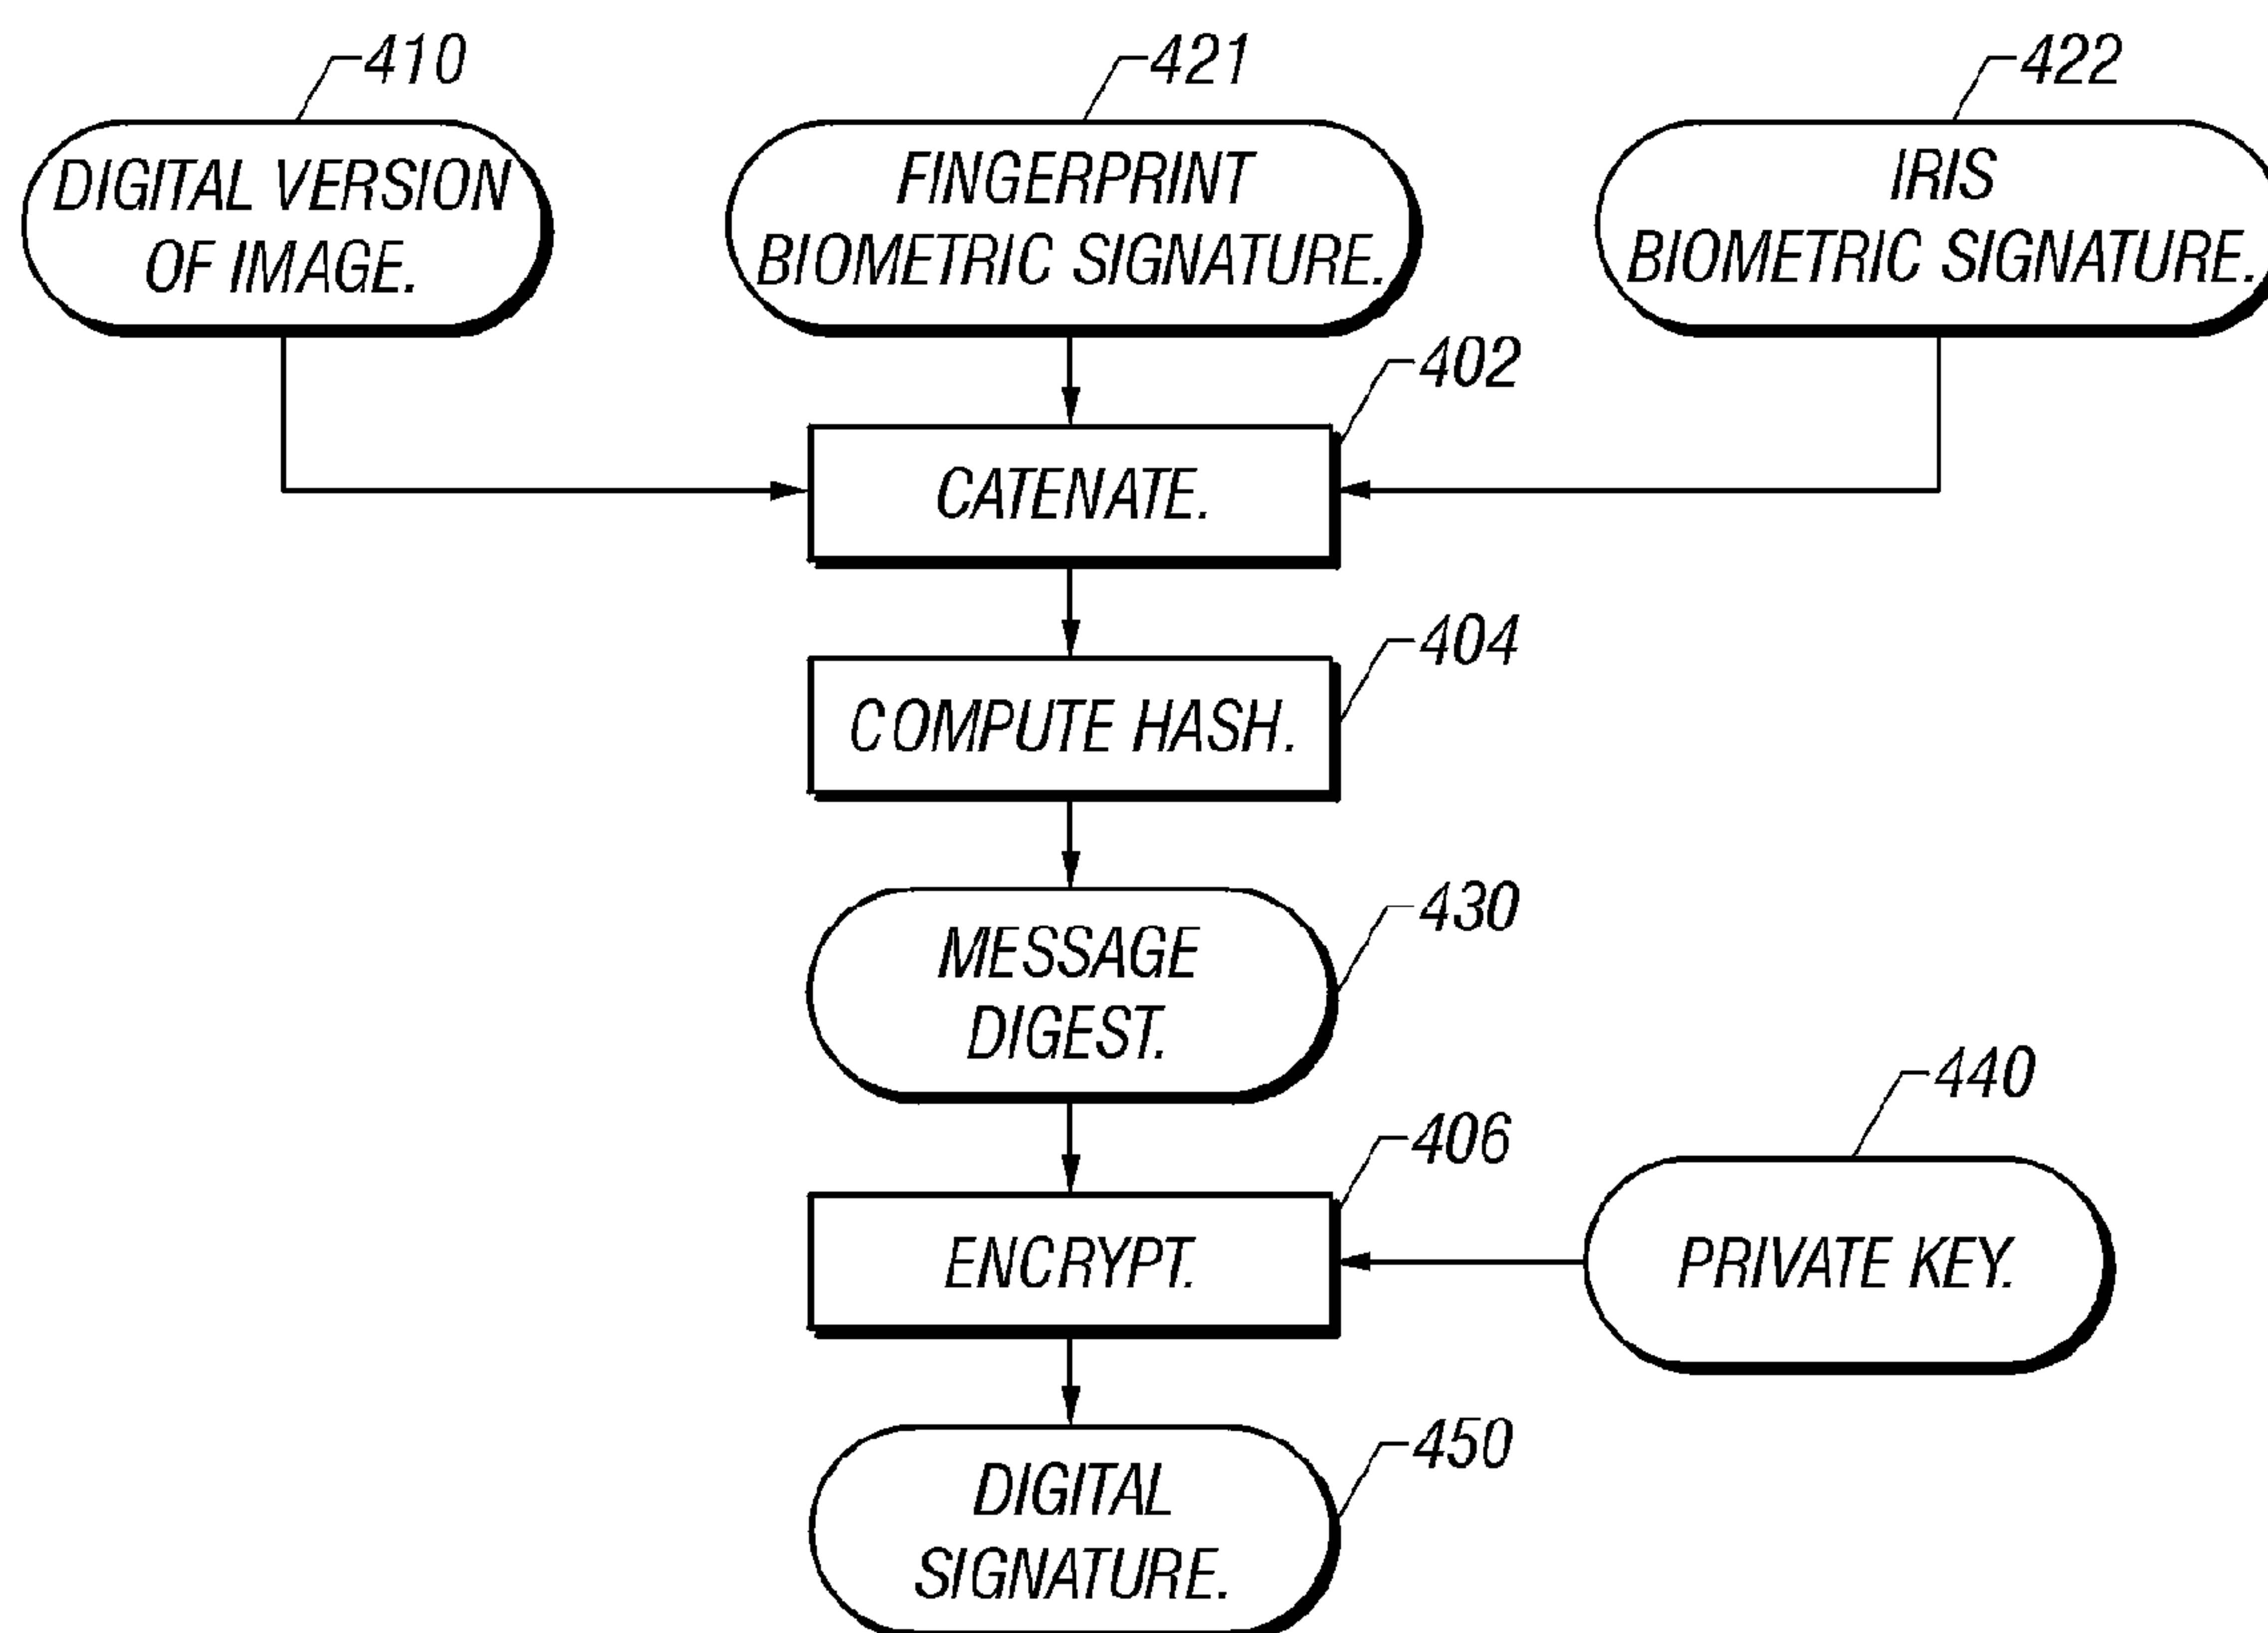 410
421
422
DIGITAL VERSION
OF IMAGE.
FINGERPRINT
BIOMETRIC SIGNATURE.
IRIS
BIOMETRIC SIGNATURE.
402
CATENATE.
404
COMPUTE HASH.
430
MESSAGE
DIGEST.
440
406
ENCRYPT.
PRIVATE KEY.
450
DIGITAL
SIGNATURE.